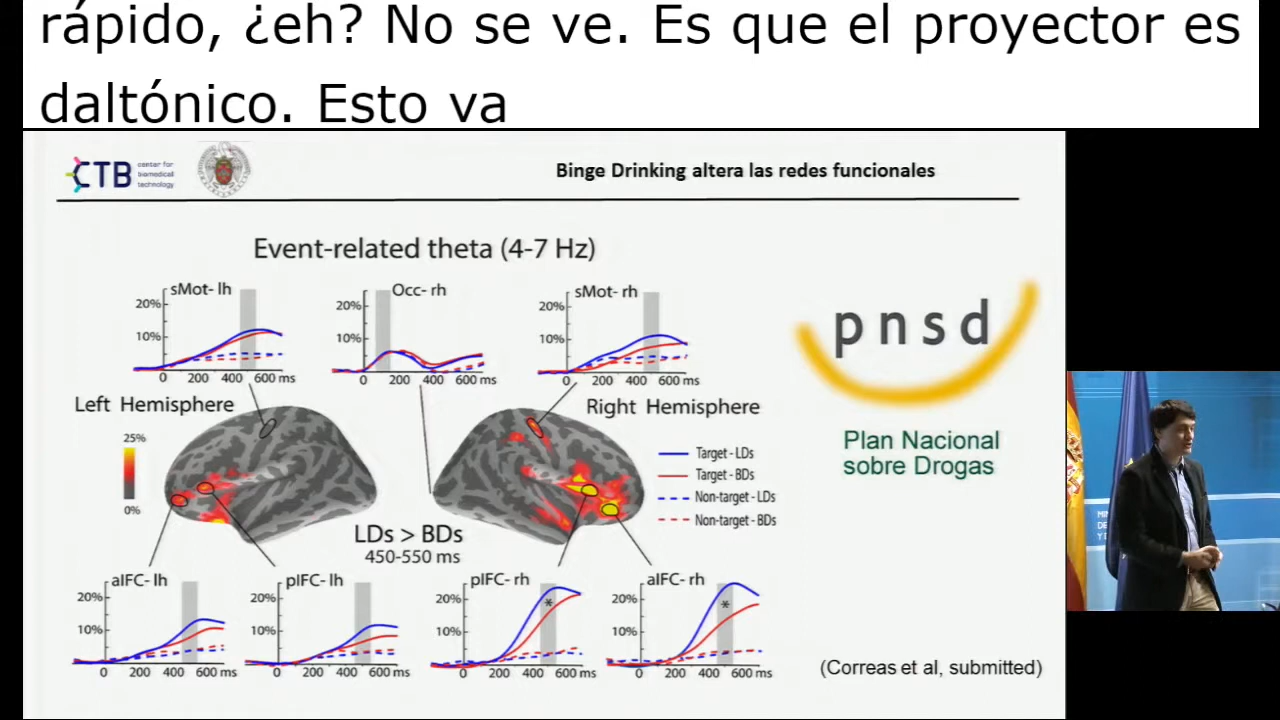 rápido, ¿eh? No se ve. Es que el proyector es
daltónico. Esto va
CTB
center for
biomedical
technology
Binge Drinking altera las redes funcionales
Event-related theta (4-7 Hz)
sMot- lh
20%
10%
0 200 400 600 ms
Occ- rh
20%
10%
0 200 400 600 ms
sMot- rh
20%
10%
0 200 400 600 ms
pnsd
Plan Nacional
sobre Drogas
Left Hemisphere
25%
0%
Right Hemisphere
Target - LDs
Target - BDs
Non-target - LDs
Non-target - BDs
LDs > BDs
450-550 ms
aIFC- lh
20%
10%
0 200 400 600 ms
pIFC- lh
20%
10%
0 200 400 600 ms
pIFC- rh
20%
10%
*
0 200 400 600 ms
aIFC- rh
20%
10%
*
0 200 400 600 ms
(Correas et al, submitted)